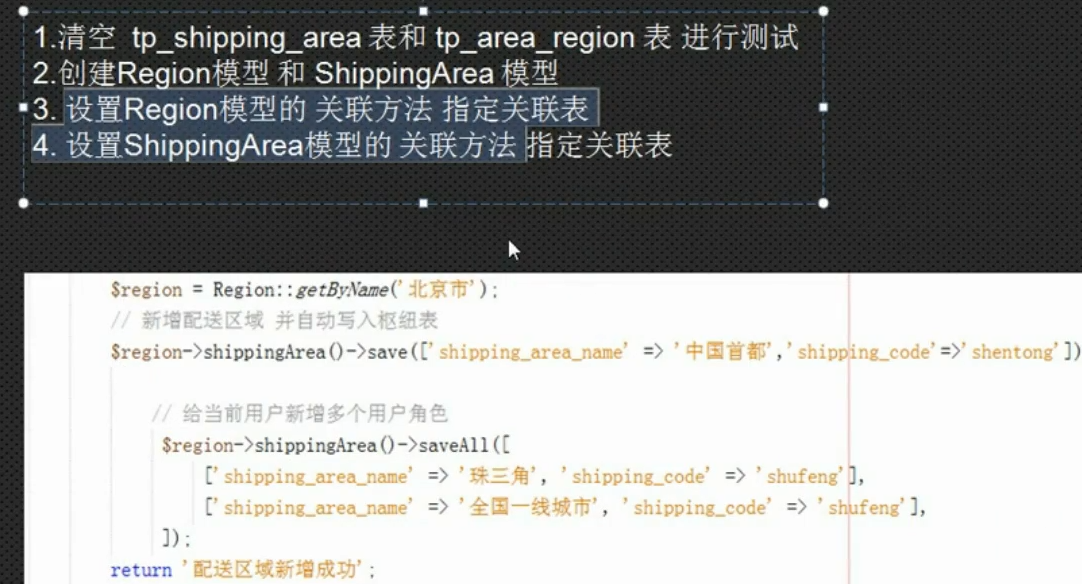 1.清空 tp_shipping_area 表和 tp_area_region 表 进行测试
2.创建Region模型 和 ShippingArea 模型
3. 设置Region模型的 关联方法 指定关联表
4. 设置ShippingArea模型的 关联方法 指定关联表
$region = Region::getByName('北京市');
// 新增配送区域 并自动写入枢纽表
$region->shippingArea()->save(['shipping_area_name' => '中国首都','shipping_code'=>'shentong'])
// 给当前用户新增多个用户角色
$region->shippingArea()->saveAll([
['shipping_area_name' => '珠三角', 'shipping_code' => 'shufeng'],
['shipping_area_name' => '全国一线城市', 'shipping_code' => 'shufeng'],
]);
return '配送区域新增成功';